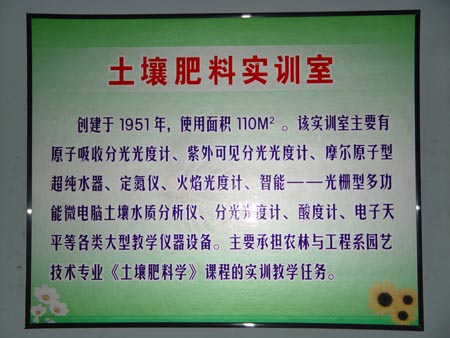 土壤肥料实训室
创建于 1951 年，使用面积 110M² 。该实训室主要有
原子吸收分光光度计、紫外可见分光光度计、摩尔原子型
超纯水器、定氮仪、火焰光度计、智能——光栅型多功
能微电脑土壤水质分析仪、分光光度计、酸度计、电子天
平等各类大型教学仪器设备。主要承担农林与工程系园艺
技术专业《土壤肥料学》课程的实训教学任务。